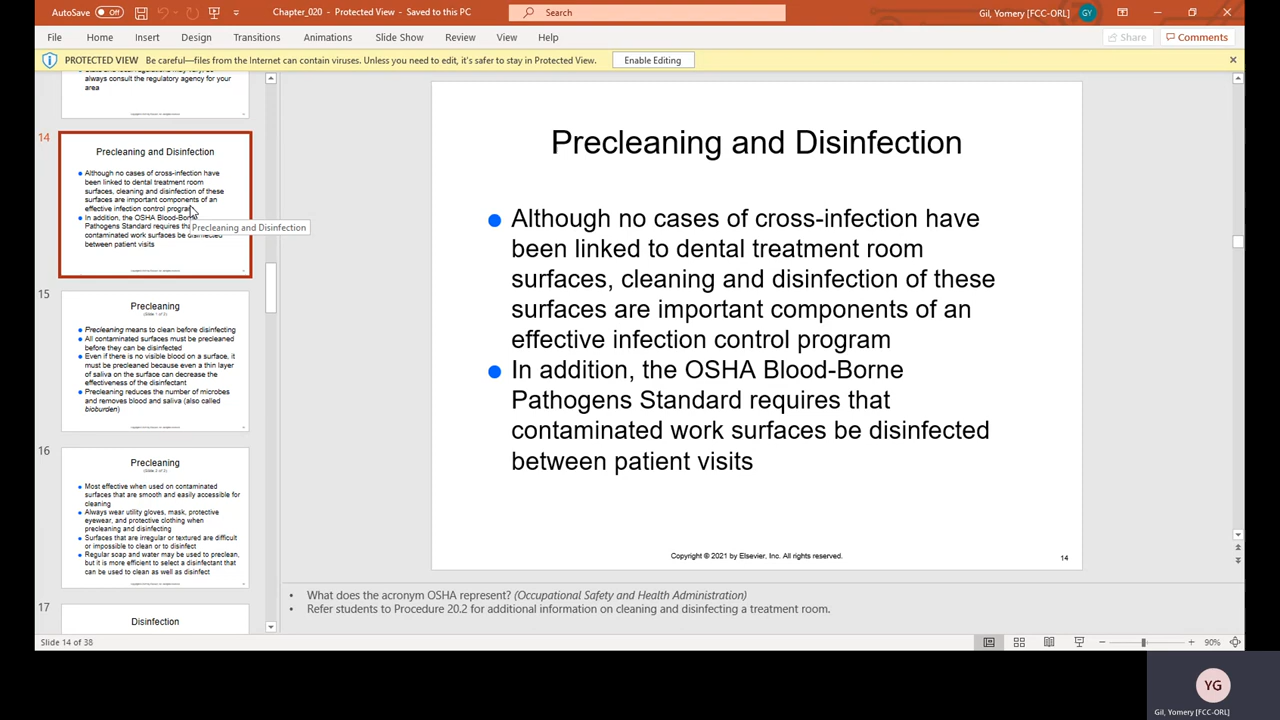 AutoSave Off
Chapter_020 - Protected View - Saved to this PC
Search
Gil, Yomery [FCC-ORL] GY
File Home Insert Design Transitions Animations Slide Show Review View Help
Share Comments
PROTECTED VIEW Be careful—files from the Internet can contain viruses. Unless you need to edit, it's safer to stay in Protected View. Enable Editing
always consult the regulatory agency for your
area
14
Precleaning and Disinfection
Although no cases of cross-infection have
been linked to dental treatment room
surfaces, cleaning and disinfection of these
surfaces are important components of an
effective infection control program
In addition, the OSHA Blood-Borne
Pathogens Standard requires
contaminated work surfaces be disinfected
between patient visits
Precleaning and Disinfection
15
Precleaning
(Slide 1 of 2)
Precleaning means to clean before disinfecting
All contaminated surfaces must be precleaned
before they can be disinfected
Even if there is no visible blood on a surface, it
must be precleaned because even a thin layer
of saliva on the surface can decrease the
effectiveness of the disinfectant
Precleaning reduces the number of microbes
and removes blood and saliva (also called
bioburden)
16
Precleaning
(Slide 2 of 2)
Most effective when used on contaminated
surfaces that are smooth and easily accessible for
cleaning
Always wear utility gloves, mask, protective
eyewear, and protective clothing when
precleaning and disinfecting
Surfaces that are irregular or textured are difficult
or impossible to clean or to disinfect
Regular soap and water may be used to preclean,
but it is more efficient to select a disinfectant that
can be used to clean as well as disinfect
17
Disinfection
Precleaning and Disinfection
Although no cases of cross-infection have
been linked to dental treatment room
surfaces, cleaning and disinfection of these
surfaces are important components of an
effective infection control program
In addition, the OSHA Blood-Borne
Pathogens Standard requires that
contaminated work surfaces be disinfected
between patient visits
Copyright © 2021 by Elsevier, Inc. All rights reserved.
14
• What does the acronym OSHA represent? (Occupational Safety and Health Administration)
• Refer students to Procedure 20.2 for additional information on cleaning and disinfecting a treatment room.
Slide 14 of 38
90%
YG
Gil, Yomery [FCC-ORL]